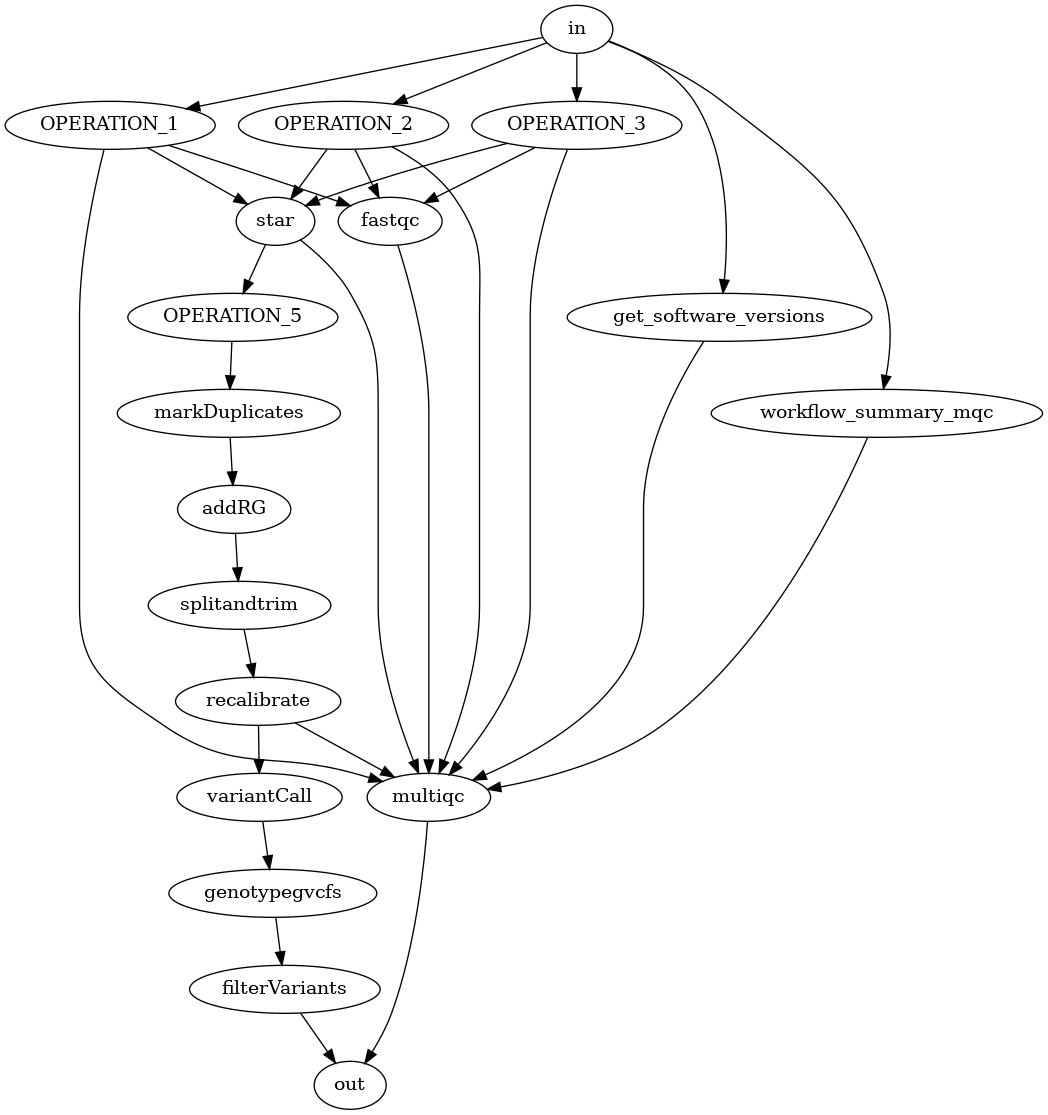 in
OPERATION_1
OPERATION_2
OPERATION_3
star
fastqc
OPERATION_5
get_software_versions
markDuplicates
workflow_summary_mqc
addRG
splitandtrim
recalibrate
variantCall
multiqc
genotypegvcfs
filterVariants
out